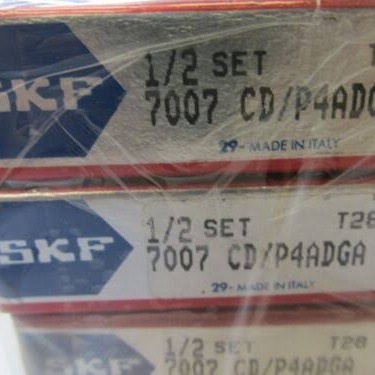 SKF
1/2 SET
7007 CD/P4ADG
29- MADE IN ITALY
SKF
1/2 SET T28
7007 CD/P4ADGA
29- MADE IN ITALY
1/2 SET T28
7007 CD/P4ADGA